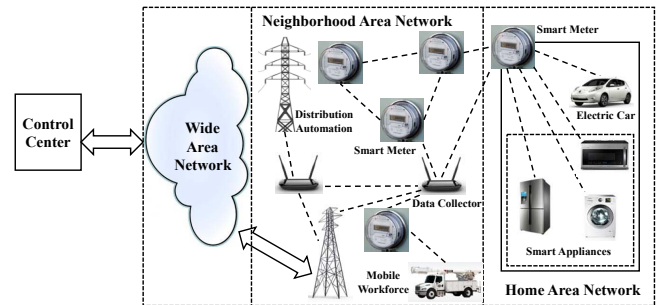 Neighborhood Area Network
Smart Meter
Control
Center
Wide
Area
Network
Distribution
Automation
Smart Meter
Electric Car
Data Collector
Smart Appliances
Mobile
Workforce
Home Area Network